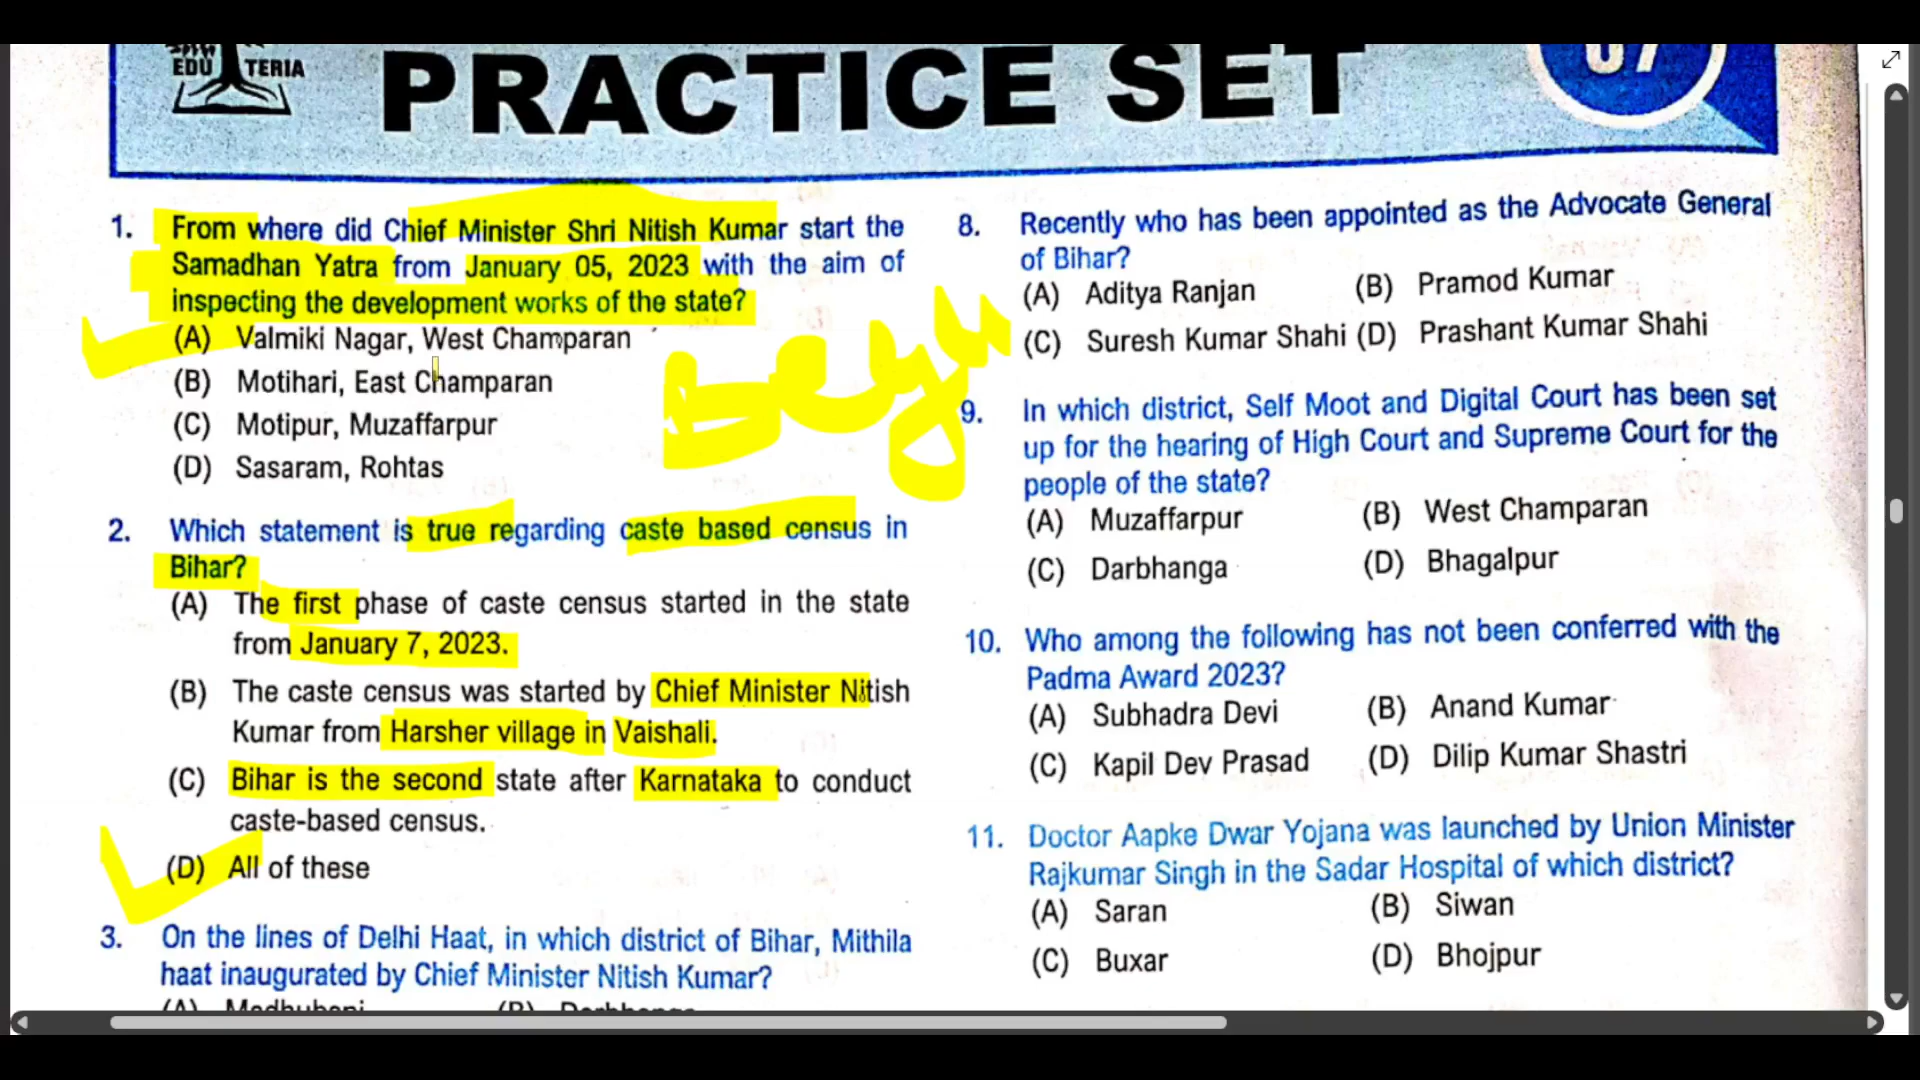 EDU TERIA
PRACTICE SET
07
1. From where did Chief Minister Shri Nitish Kumar start the
Samadhan Yatra from January 05, 2023 with the aim of
inspecting the development works of the state?
(A) Valmiki Nagar, West Champaran
(B) Motihari, East Champaran
(C) Motipur, Muzaffarpur
(D) Sasaram, Rohtas
2. Which statement is true regarding caste based census in
Bihar?
(A) The first phase of caste census started in the state
from January 7, 2023.
(B) The caste census was started by Chief Minister Nitish
Kumar from Harsher village in Vaishali.
(C) Bihar is the second state after Karnataka to conduct
caste-based census.
(D) All of these
3. On the lines of Delhi Haat, in which district of Bihar, Mithila
haat inaugurated by Chief Minister Nitish Kumar?
(A) Madhubani (B) Darbhanga
8. Recently who has been appointed as the Advocate General
of Bihar?
(A) Aditya Ranjan (B) Pramod Kumar
(C) Suresh Kumar Shahi (D) Prashant Kumar Shahi
9. In which district, Self Moot and Digital Court has been set
up for the hearing of High Court and Supreme Court for the
people of the state?
(A) Muzaffarpur (B) West Champaran
(C) Darbhanga (D) Bhagalpur
10. Who among the following has not been conferred with the
Padma Award 2023?
(A) Subhadra Devi (B) Anand Kumar
(C) Kapil Dev Prasad (D) Dilip Kumar Shastri
11. Doctor Aapke Dwar Yojana was launched by Union Minister
Rajkumar Singh in the Sadar Hospital of which district?
(A) Saran (B) Siwan
(C) Buxar (D) Bhojpur